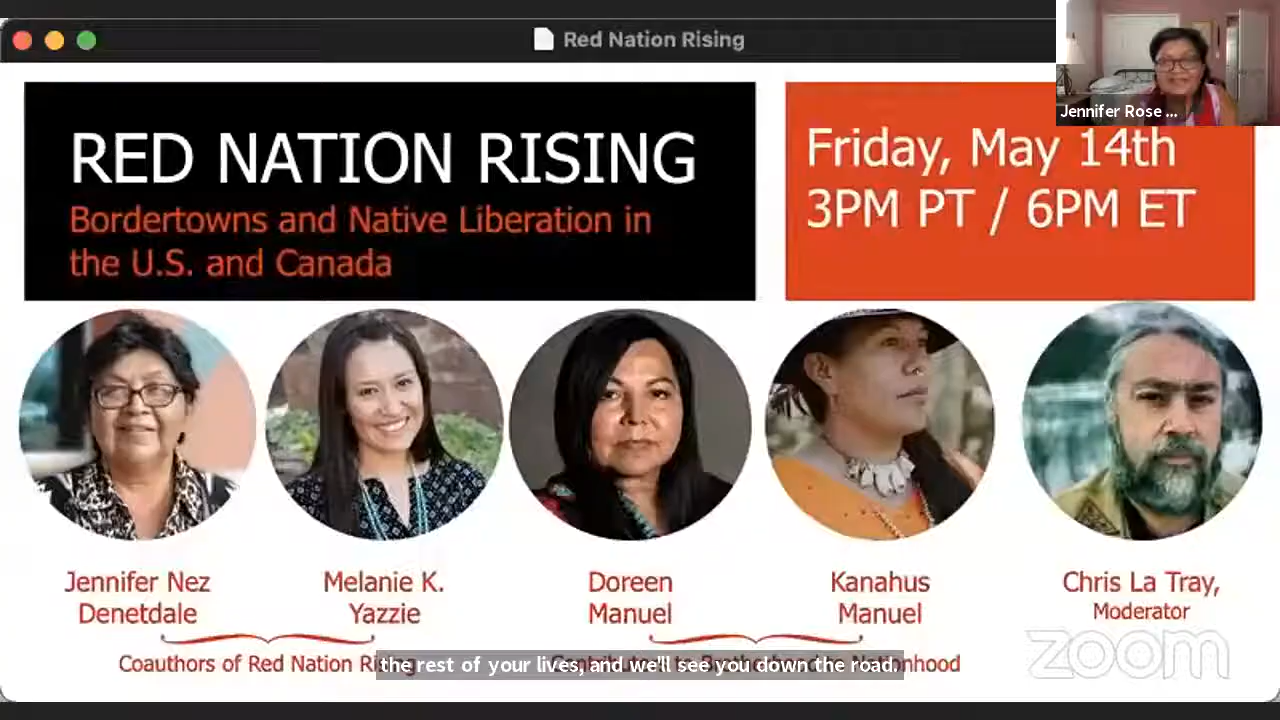 Red Nation Rising
Jennifer Rose ...
RED NATION RISING
Bordertowns and Native Liberation in
the U.S. and Canada
Friday, May 14th
3PM PT / 6PM ET
Jennifer Nez
Denetdale
Melanie K.
Yazzie
Doreen
Manuel
Kanahus
Manuel
Chris La Tray,
Moderator
Coauthors of Red Nation Rising
Nationhood
the rest of your lives, and we'll see you down the road.
zoom